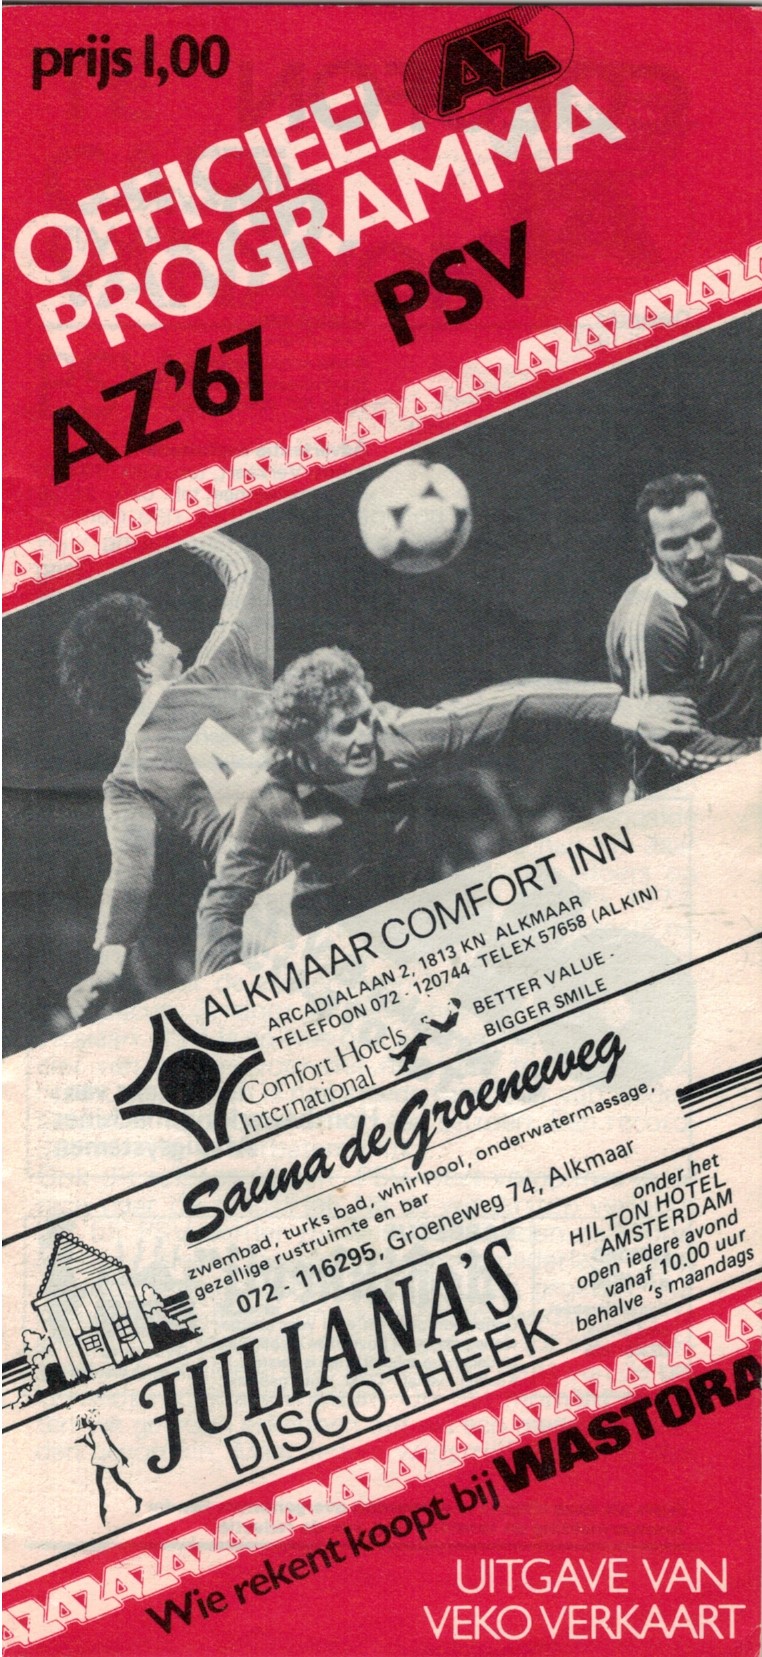 prijs 1,00
AZ
OFFICIEEL
PROGRAMMA
AZ'67 PSV
AZAZAZAZAZAZAZAZAZAZAZAZAZ
4
ALKMAAR COMFORT INN
ARCADIALAAN 2, 1813 KN ALKMAAR
TELEFOON 072 - 120744 TELEX 57658 (ALKIN)
Comfort Hotels
International
BETTER VALUE -
BIGGER SMILE
Sauna de Groeneweg
zwembad, turks bad, whirlpool, onderwatermassage,
gezellige rustruimte en bar
072 - 116295, Groeneweg 74, Alkmaar
JULIANA'S
DISCOTHEEK
onder het
HILTON HOTEL
AMSTERDAM
open iedere avond
vanaf 10.00 uur
behalve 's maandags
AZAZAZAZAZAZAZAZAZAZAZAZAZ
Wie rekent koopt bij WASTORA
UITGAVE VAN
VEKO VERKAART